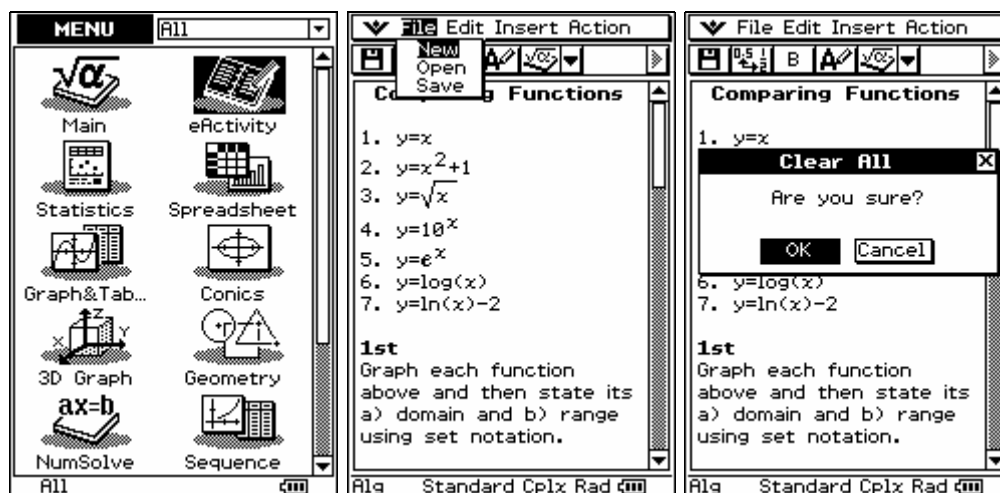 MENU All
√α
Main eActivity
Statistics Spreadsheet
Graph&Tab... Conics
Z
X Y
3D Graph Geometry
ax=b
NumSolve Sequence
All
File Edit Insert Action
New
Open
Save
Functions
1. y=x
2. y=x²+1
3. y=√x
4. y=10ˣ
5. y=eˣ
6. y=log(x)
7. y=ln(x)-2
1st
Graph each function
above and then state its
a) domain and b) range
using set notation.
Alg Standard Cplx Rad
File Edit Insert Action
B A
Comparing Functions
1. y=x
Clear All X
Are you sure?
OK Cancel
6. y=log(x)
7. y=ln(x)-2
1st
Graph each function
above and then state its
a) domain and b) range
using set notation.
Alg Standard Cplx Rad